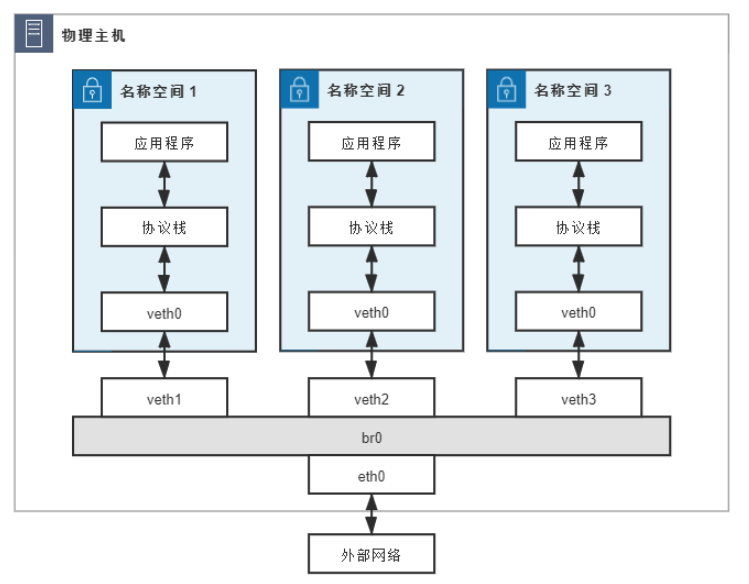 物理主机
名称空间 1
名称空间 2
名称空间 3
应用程序
应用程序
应用程序
协议栈
协议栈
协议栈
veth0
veth0
veth0
veth1
veth2
veth3
br0
eth0
外部网络